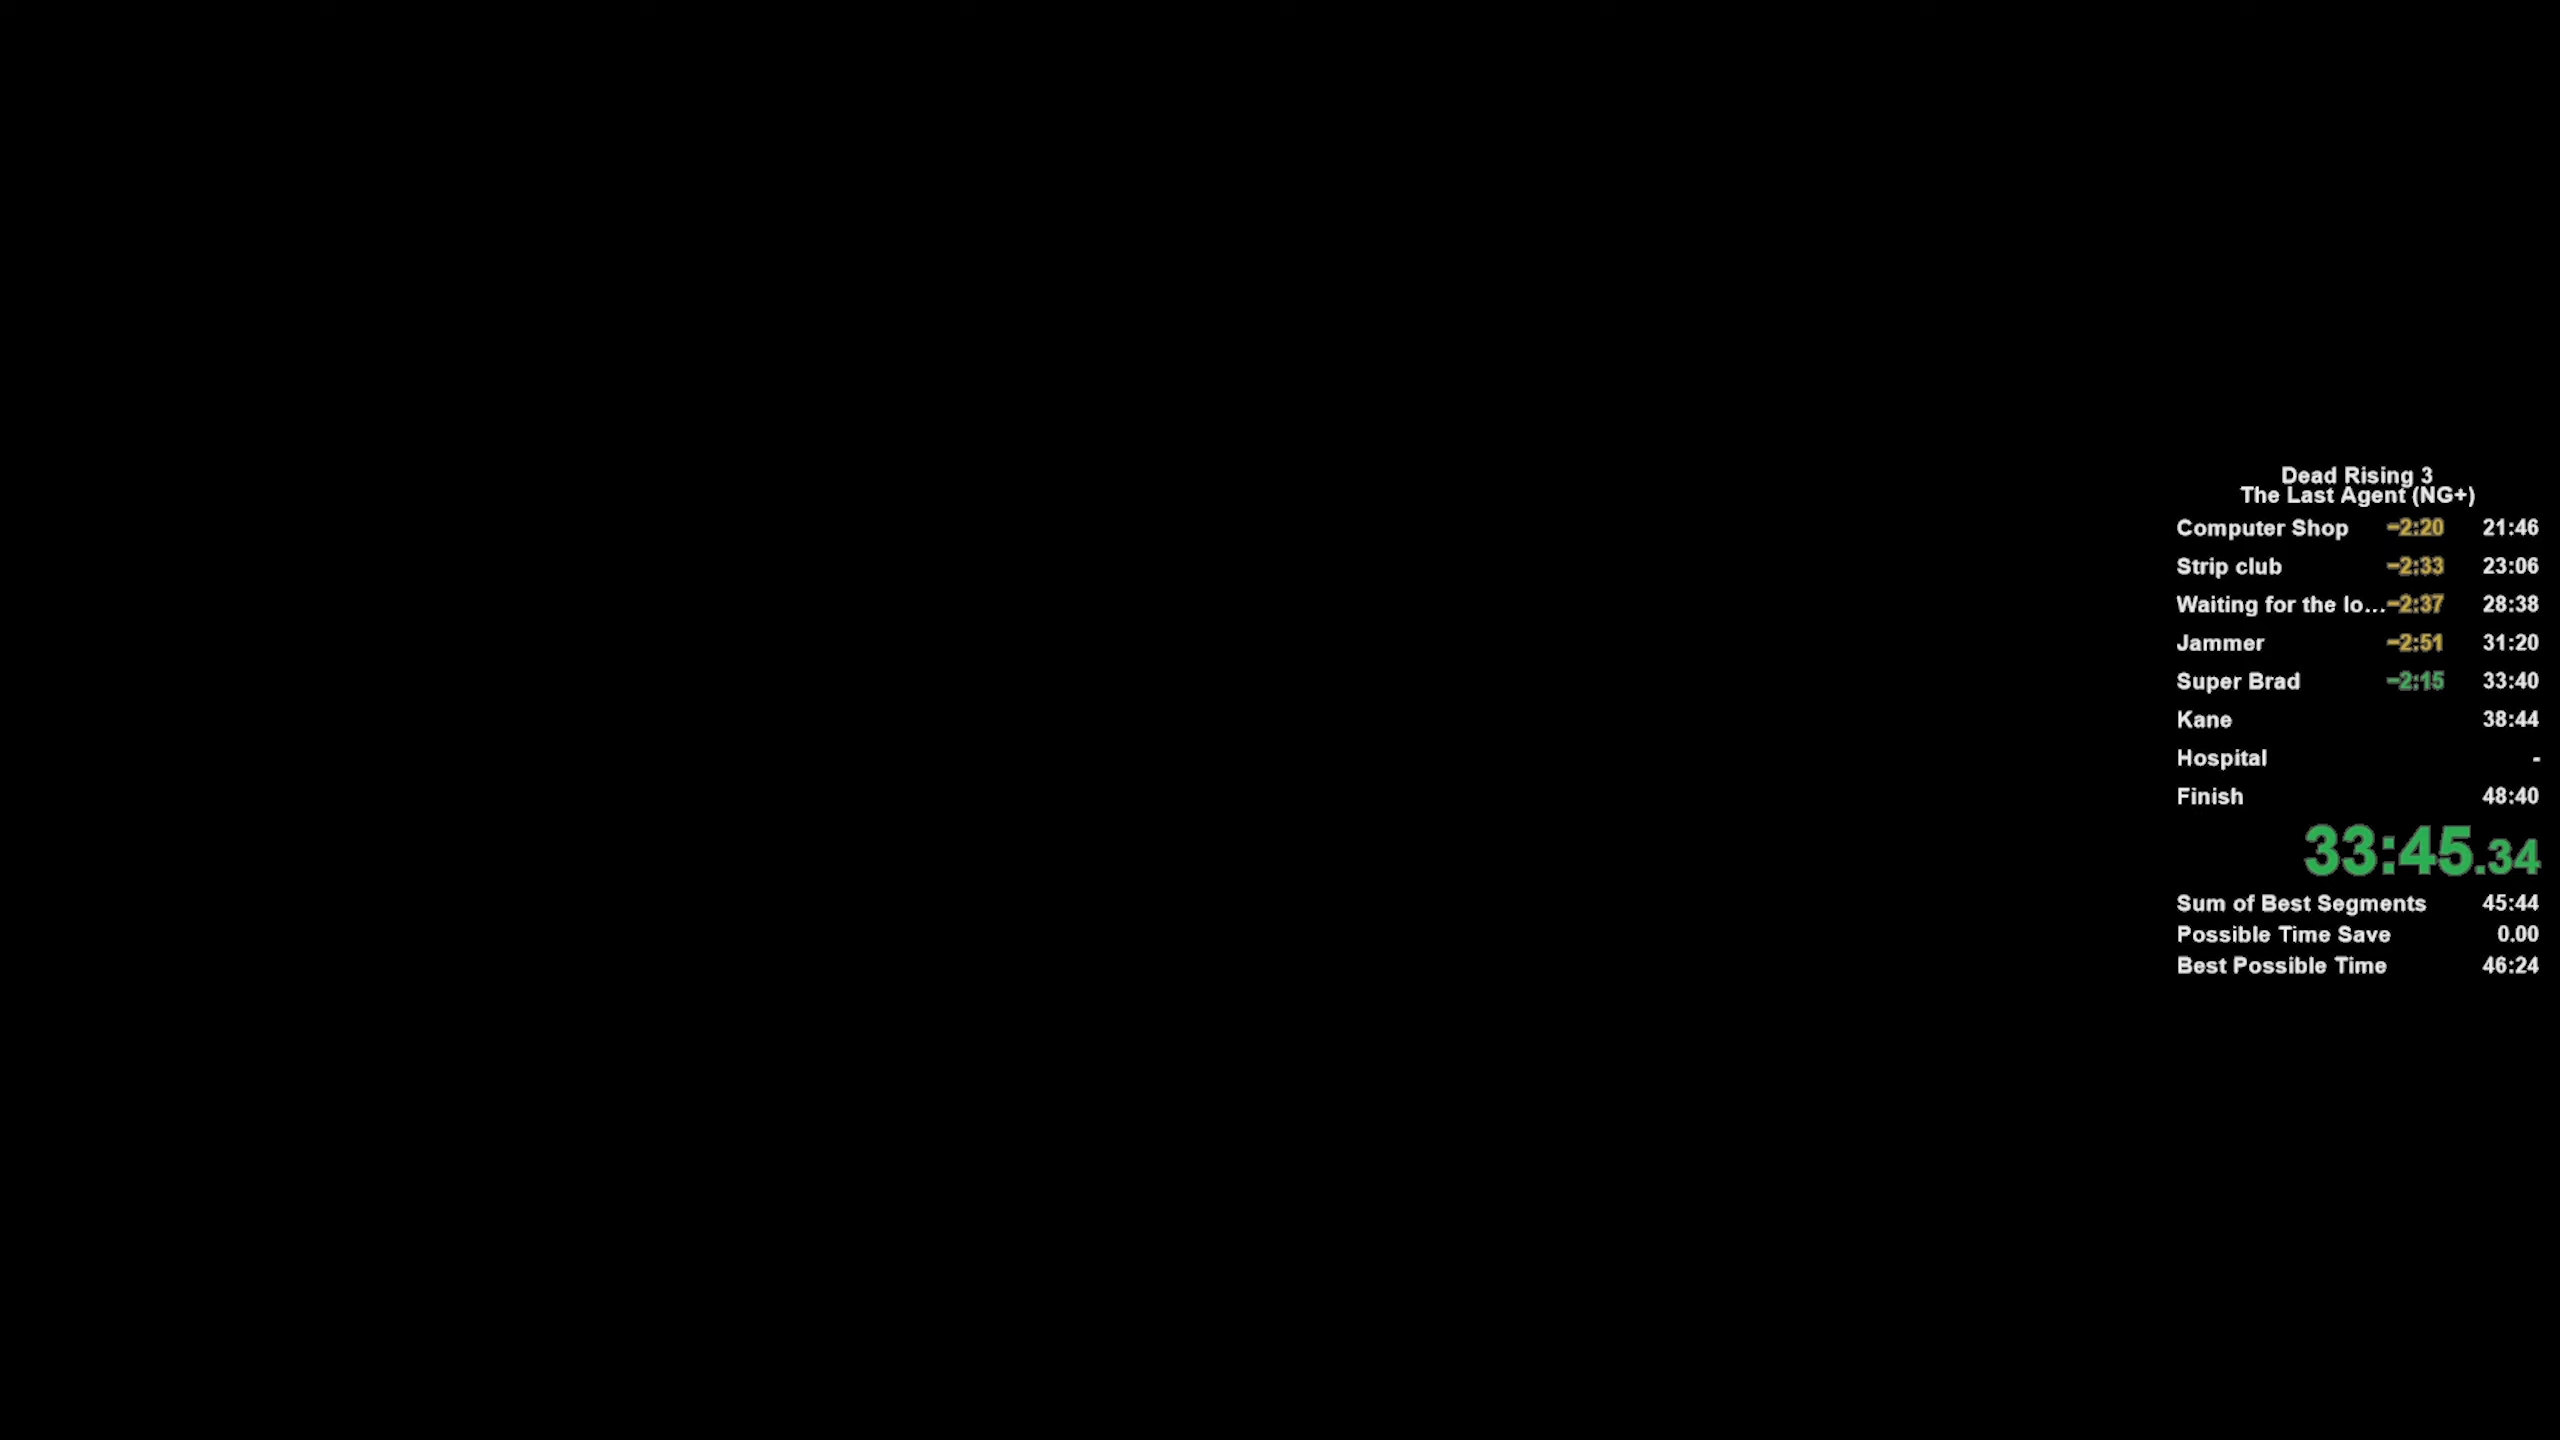 Dead Rising 3
The Last Agent (NG+)
Computer Shop −2:20 21:46
Strip club −2:33 23:06
Waiting for the lo... −2:37 28:38
Jammer −2:51 31:20
Super Brad −2:15 33:40
Kane 38:44
Hospital -
Finish 48:40
33:45.34
Sum of Best Segments 45:44
Possible Time Save 0.00
Best Possible Time 46:24